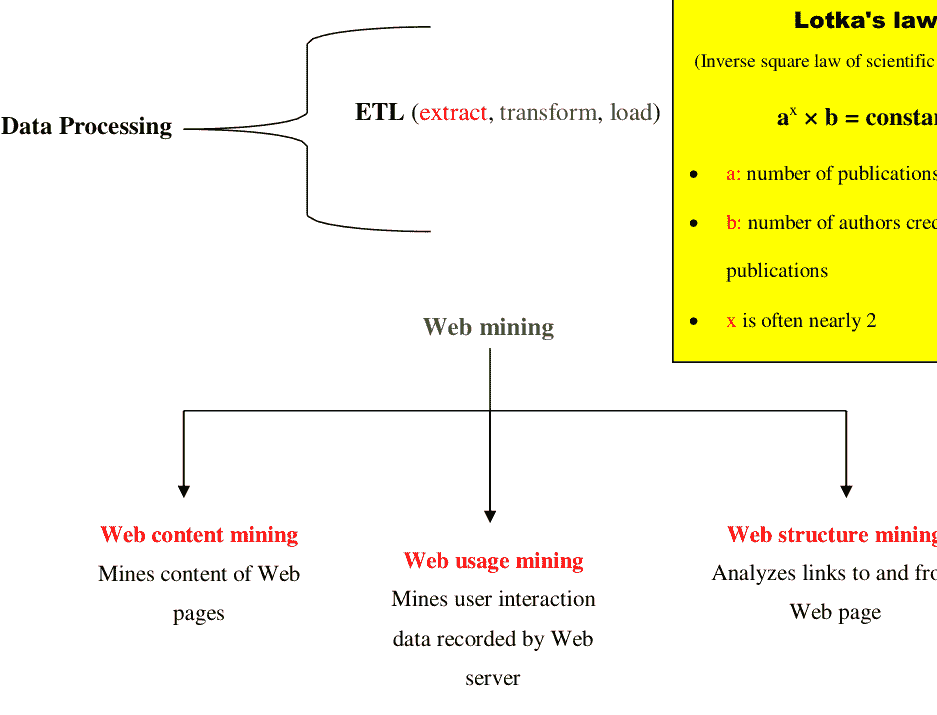 Data Processing
ETL (extract, transform, load)
Lotka's law
(Inverse square law of scientific
aˣ × b = constan
• a: number of publications
• b: number of authors cred
publications
• x is often nearly 2
Web mining
Web content mining
Mines content of Web
pages
Web usage mining
Mines user interaction
data recorded by Web
server
Web structure mining
Analyzes links to and fro
Web page